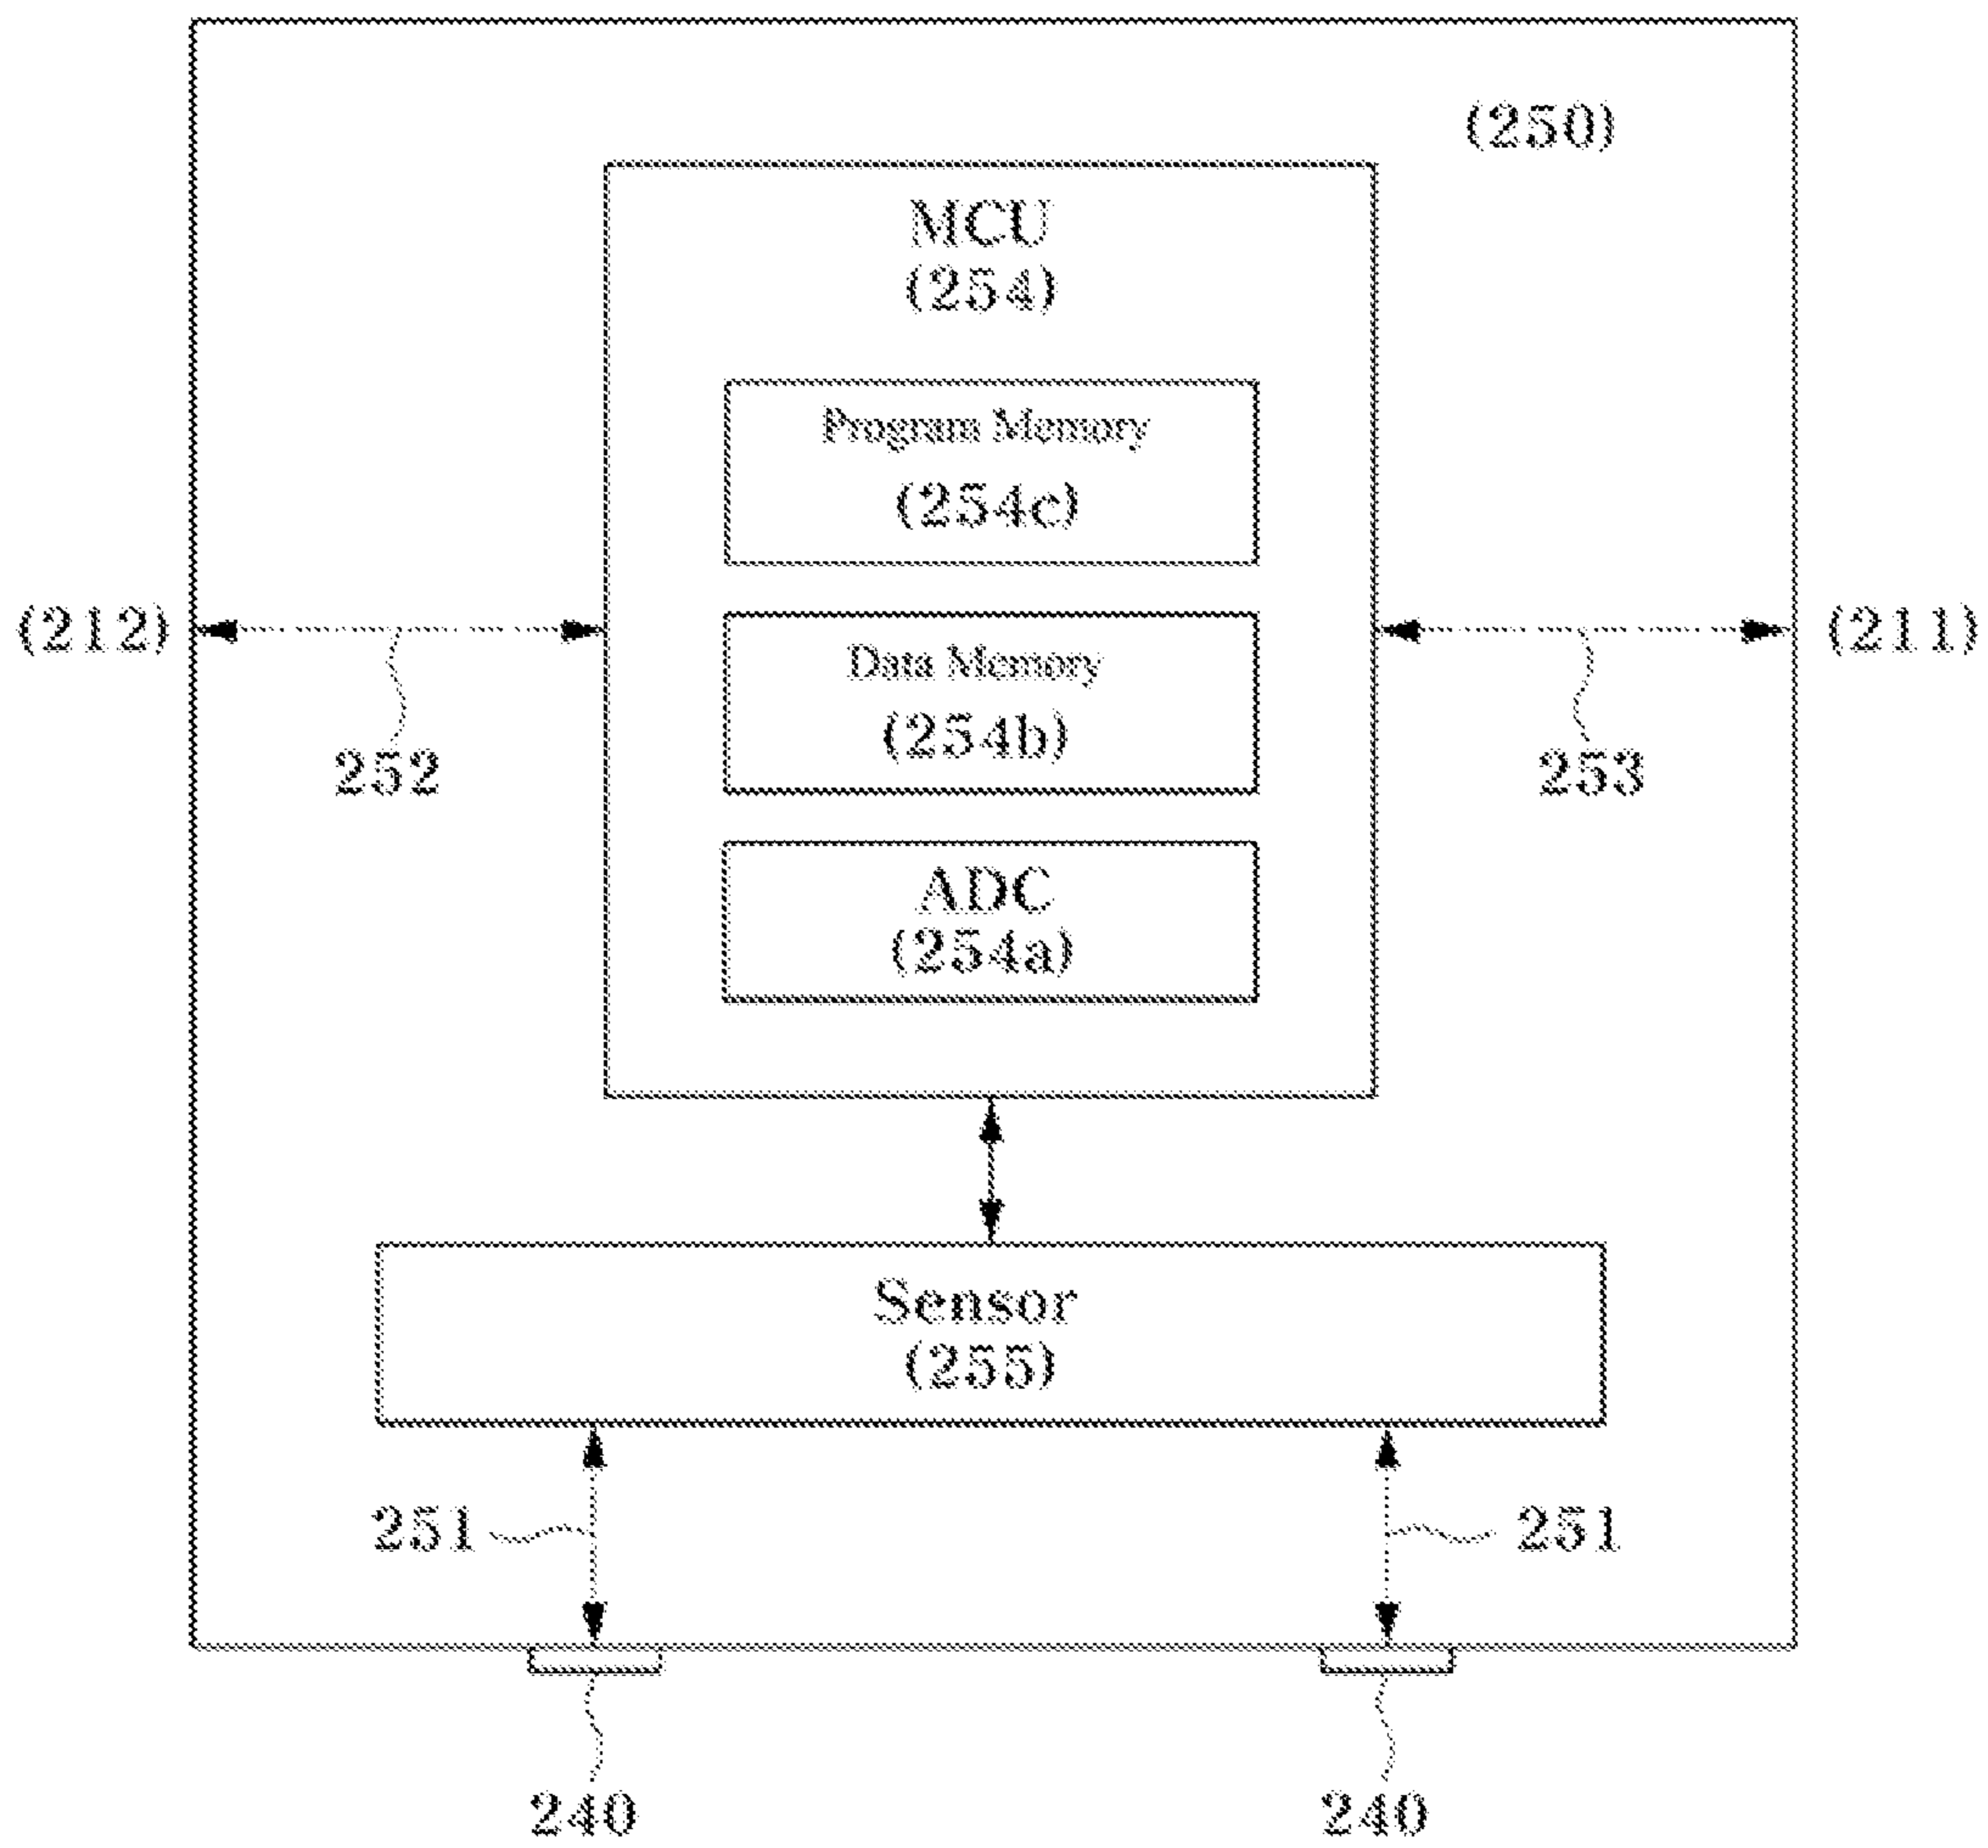 (250)
MCU
(254)
Program Memory
(254c)
(212)
(211)
Data Memory
(254b)
252
253
ADC
(254a)
Sensor
(255)
251
251
240
240